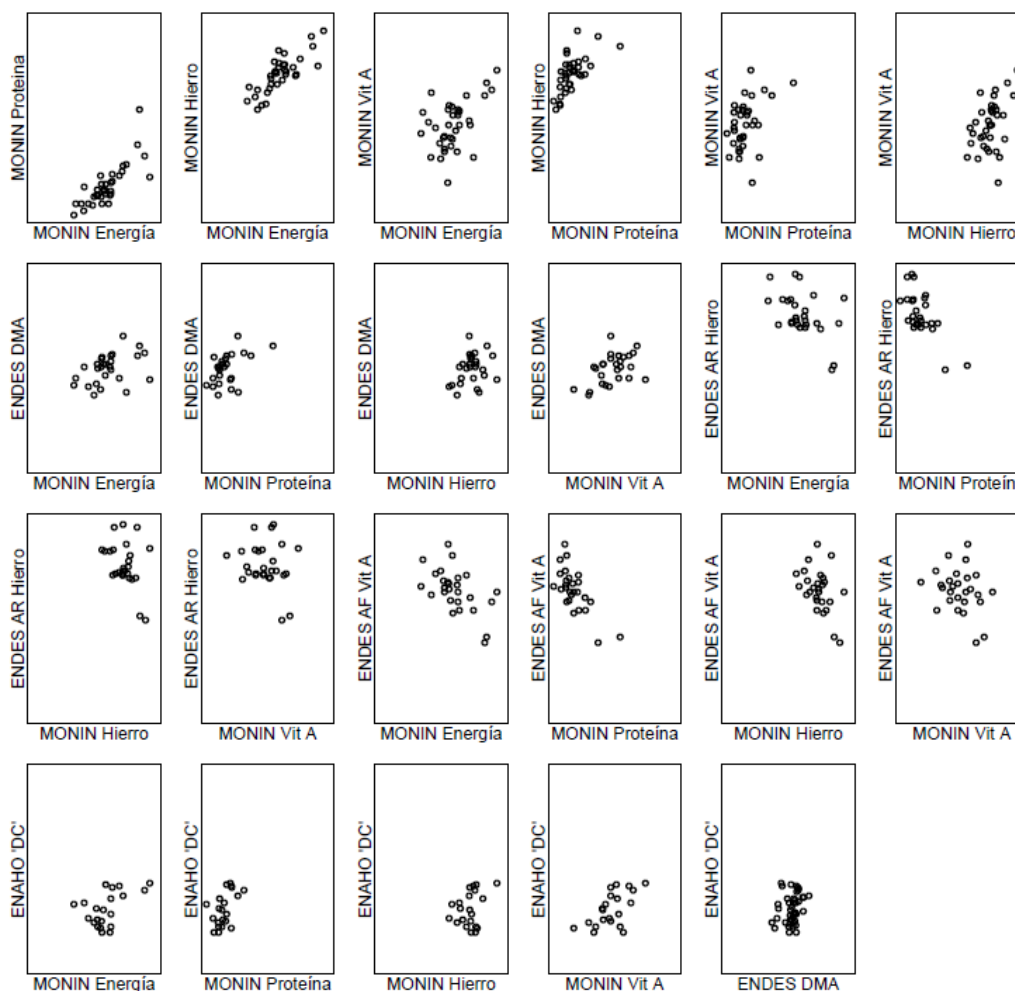 MONIN Proteína
MONIN Energía
MONIN Hierro
MONIN Energía
MONIN Vit A
MONIN Energía
MONIN Hierro
MONIN Proteína
MONIN Vit A
MONIN Proteína
MONIN Vit A
MONIN Hierro
ENDES DMA
MONIN Energía
ENDES DMA
MONIN Proteína
ENDES DMA
MONIN Hierro
ENDES DMA
MONIN Vit A
ENDES AR Hierro
MONIN Energía
ENDES AR Hierro
MONIN Proteín
ENDES AR Hierro
MONIN Hierro
ENDES AR Hierro
MONIN Vit A
ENDES AF Vit A
MONIN Energía
ENDES AF Vit A
MONIN Proteína
ENDES AF Vit A
MONIN Hierro
ENDES AF Vit A
MONIN Vit A
ENAHO 'DC'
MONIN Energía
ENAHO 'DC'
MONIN Proteína
ENAHO 'DC'
MONIN Hierro
ENAHO 'DC'
MONIN Vit A
ENAHO 'DC'
ENDES DMA